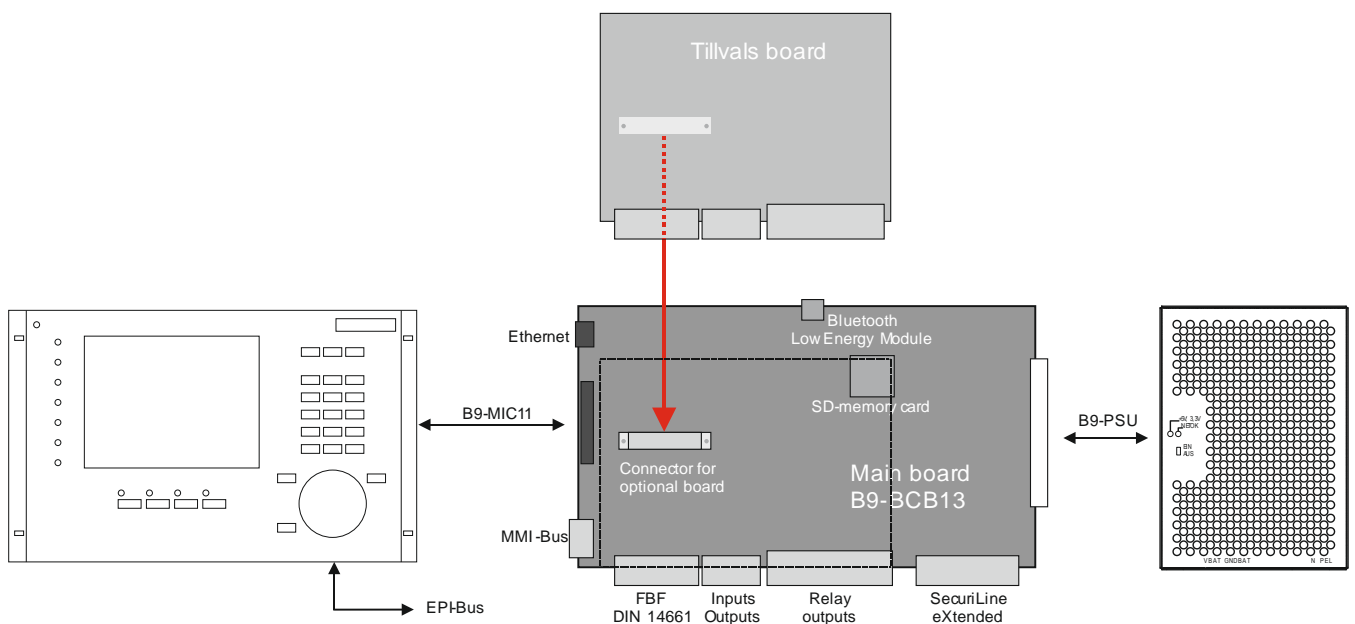 Tillvals board
Ethernet
Bluetooth
Low Energy Module
SD-memory card
B9-MIC11
B9-PSU
Connector for
optional board
Main board
B9-BCB13
MMI-Bus
EPI-Bus
FBF
DIN 14661
Inputs
Outputs
Relay
outputs
SecuriLine
eXtended
EIN
AUS
VBAT GNDBAT
N PEL